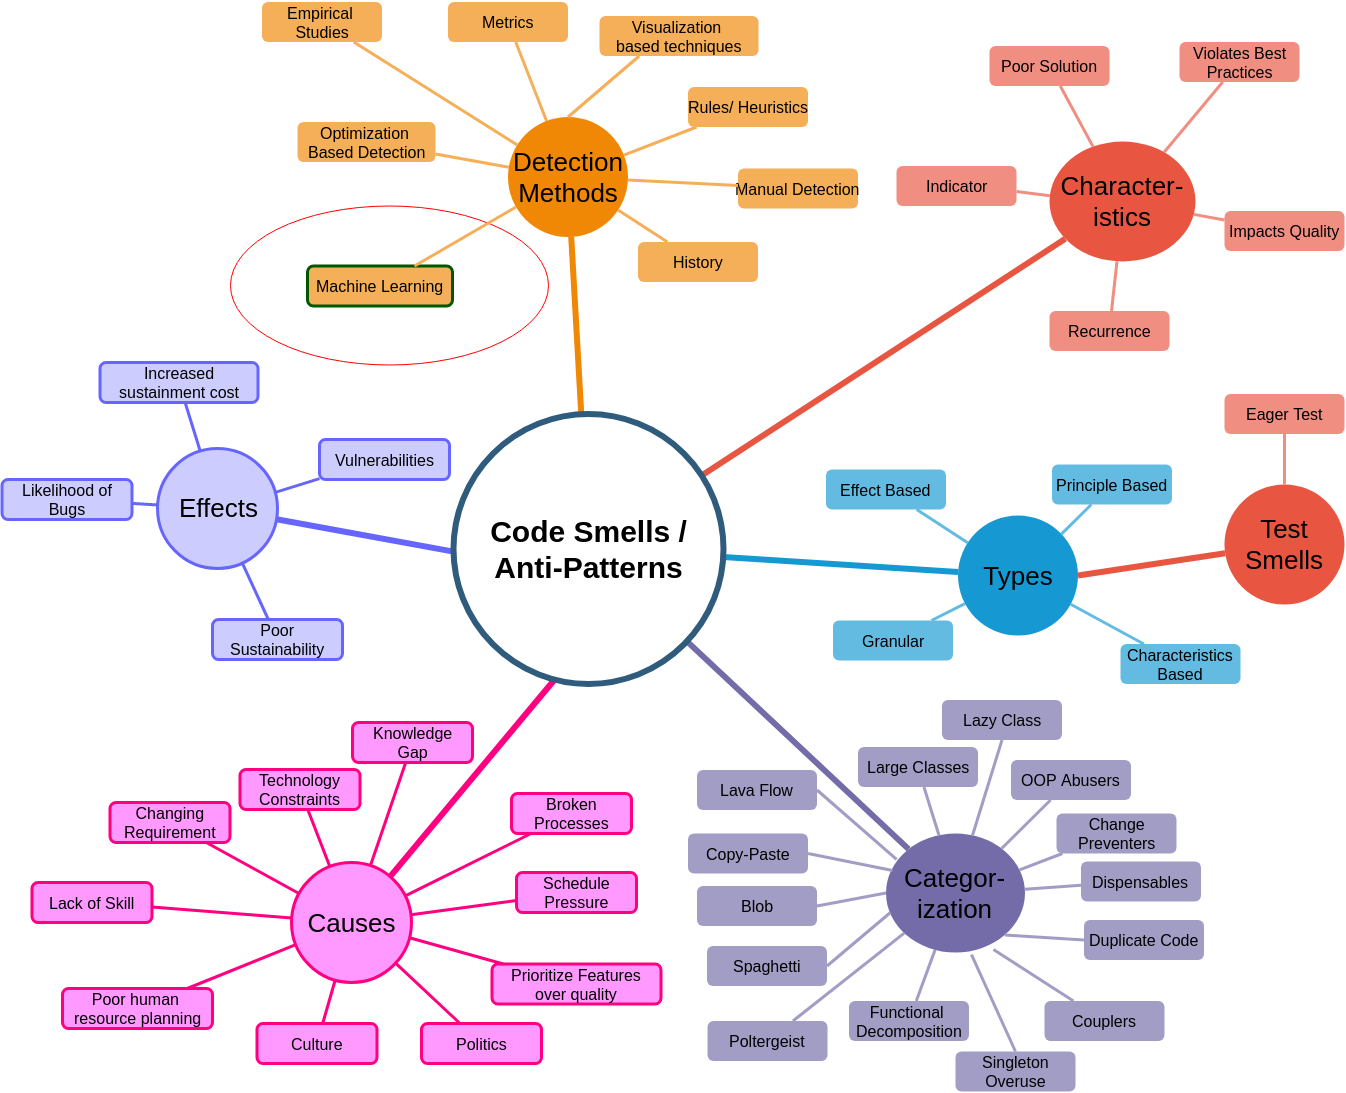 Empirical
Studies
Metrics
Visualization
based techniques
Rules/ Heuristics
Optimization
Based Detection
Detection
Methods
Manual Detection
History
Machine Learning
Poor Solution
Violates Best
Practices
Indicator
Character-
istics
Impacts Quality
Recurrence
Increased
sustainment cost
Vulnerabilities
Likelihood of
Bugs
Effects
Poor
Sustainability
Code Smells /
Anti-Patterns
Eager Test
Effect Based
Principle Based
Types
Test
Smells
Granular
Characteristics
Based
Knowledge
Gap
Technology
Constraints
Changing
Requirement
Broken
Processes
Lack of Skill
Schedule
Pressure
Causes
Prioritize Features
over quality
Poor human
resource planning
Culture
Politics
Lazy Class
Large Classes
OOP Abusers
Lava Flow
Change
Preventers
Copy-Paste
Dispensables
Categor-
ization
Blob
Duplicate Code
Spaghetti
Functional
Decomposition
Couplers
Poltergeist
Singleton
Overuse